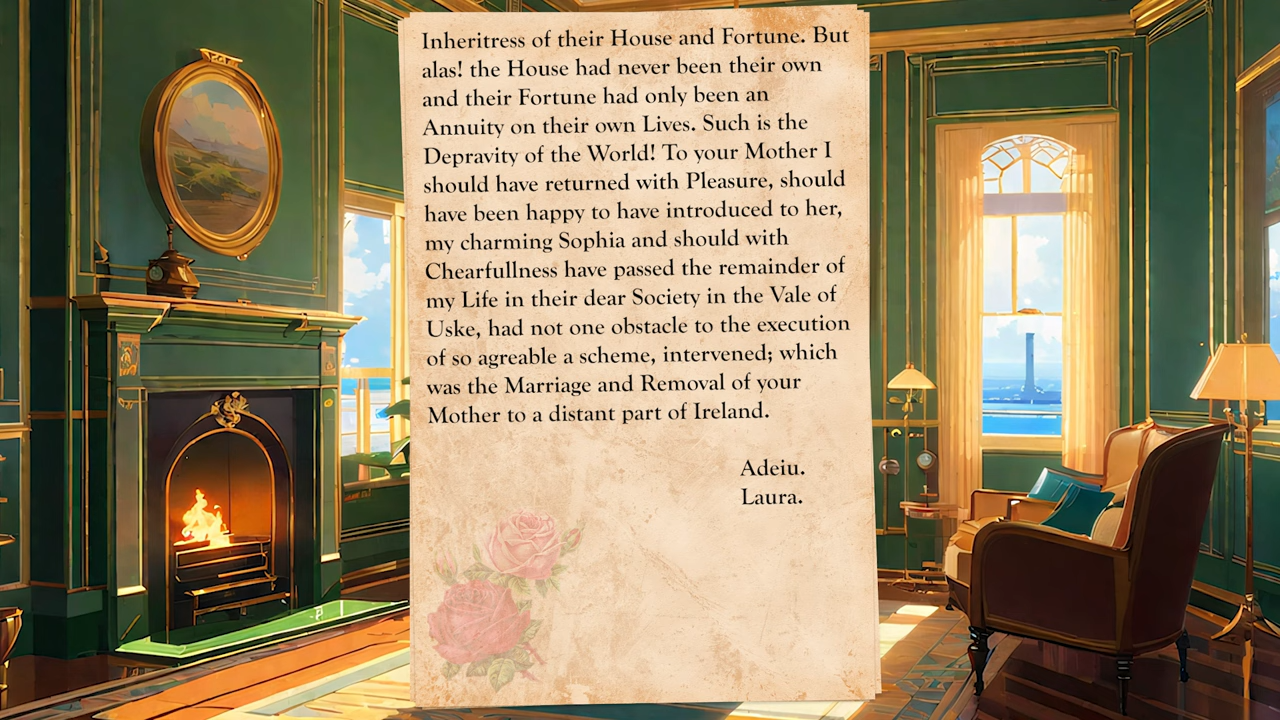 Inheritress of their House and Fortune. But
alas! the House had never been their own
and their Fortune had only been an
Annuity on their own Lives. Such is the
Depravity of the World! To your Mother I
should have returned with Pleasure, should
have been happy to have introduced to her,
my charming Sophia and should with
Chearfullness have passed the remainder of
my Life in their dear Society in the Vale of
Uske, had not one obstacle to the execution
of so agreable a scheme, intervened; which
was the Marriage and Removal of your
Mother to a distant part of Ireland.
Adeiu.
Laura.